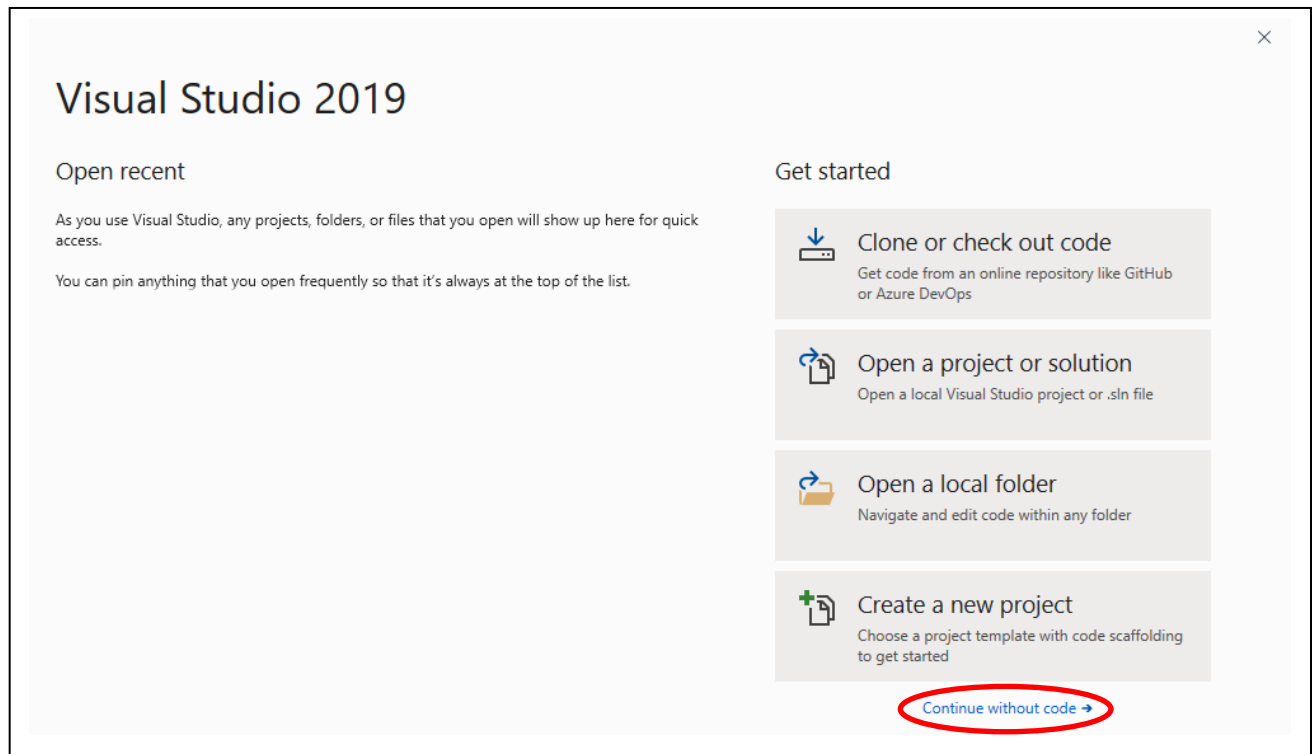 Visual Studio 2019
Open recent
As you use Visual Studio, any projects, folders, or files that you open will show up here for quick
access.
You can pin anything that you open frequently so that it's always at the top of the list.
Get started
Clone or check out code
Get code from an online repository like GitHub
or Azure DevOps
Open a project or solution
Open a local Visual Studio project or .sln file
Open a local folder
Navigate and edit code within any folder
Create a new project
Choose a project template with code scaffolding
to get started
Continue without code →